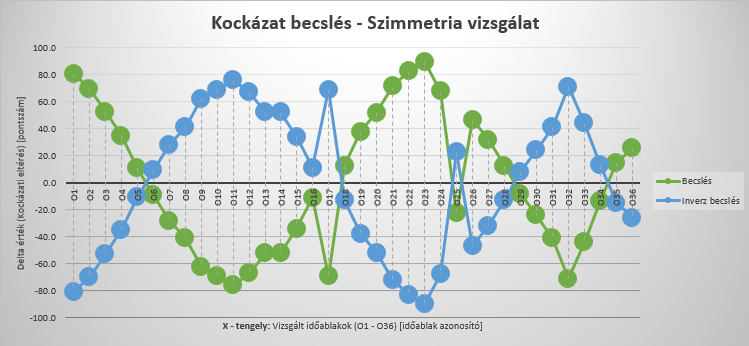 Kockázat becslés - Szimmetria vizsgálat
Delta érték (Kockázati eltérés) [pontszám]
100.0
80.0
60.0
40.0
20.0
0.0
-20.0
-40.0
-60.0
-80.0
-100.0
O1
O2
O3
O4
O5
O6
O7
O8
O9
O10
O11
O12
O13
O14
O15
O16
O17
O18
O19
O20
O21
O22
O23
O24
O25
O26
O27
O28
O29
O30
O31
O32
O33
O34
O35
O36
X - tengely: Vizsgált időablakok (O1 - O36) [időablak azonosító]
Becslés
Inverz becslés